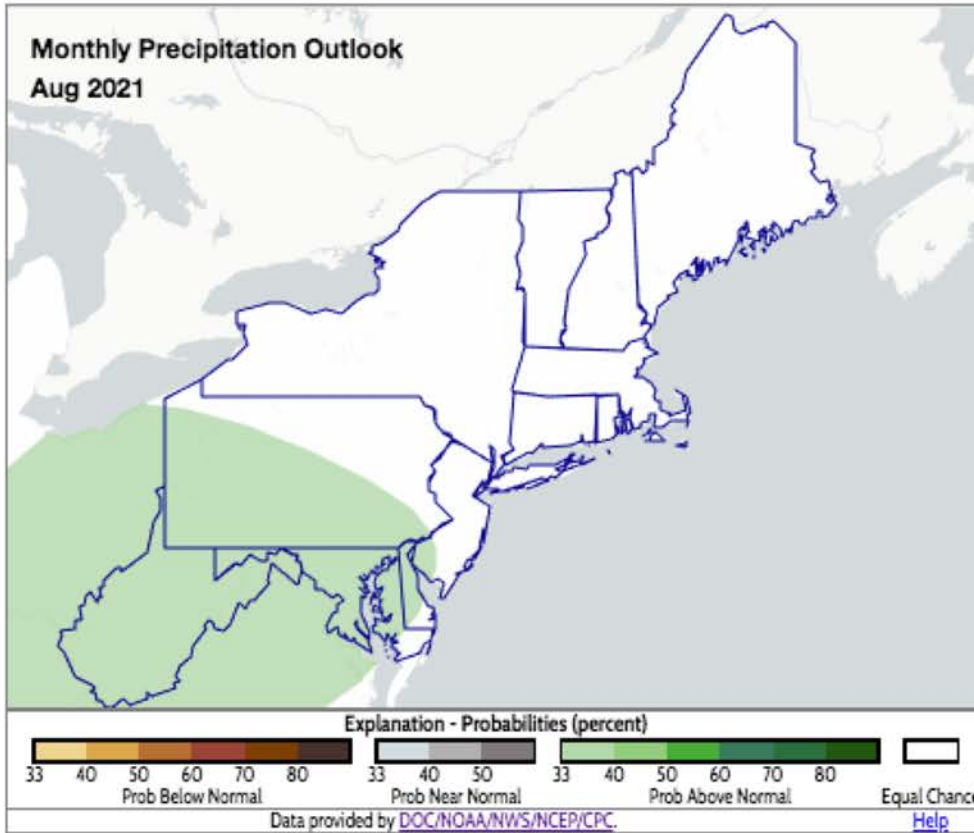 Monthly Precipitation Outlook
Aug 2021
Explanation - Probabilities (percent)
33 40 50 60 70 80 33 40 50 33 40 50 60 70 80
Prob Below Normal Prob Near Normal Prob Above Normal Equal Chance
Data provided by DOC/NOAA/NWS/NCEP/CPC. Help